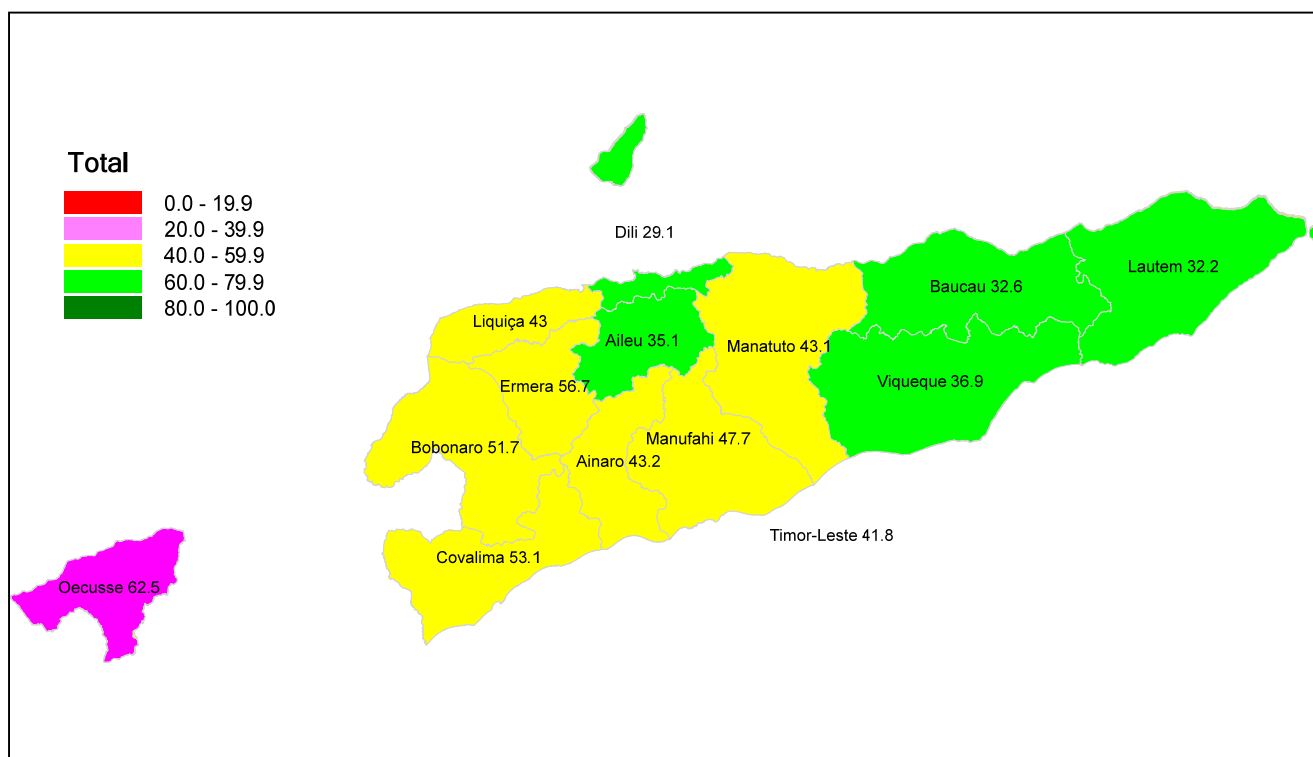 Total
0.0 - 19.9
20.0 - 39.9
40.0 - 59.9
60.0 - 79.9
80.0 - 100.0
Dili 29.1
Lautem 32.2
Baucau 32.6
Liquiça 43
Aileu 35.1
Manatuto 43.1
Viqueque 36.9
Ermera 56.7
Manufahi 47.7
Bobonaro 51.7
Ainaro 43.2
Timor-Leste 41.8
Covalima 53.1
Oecusse 62.5